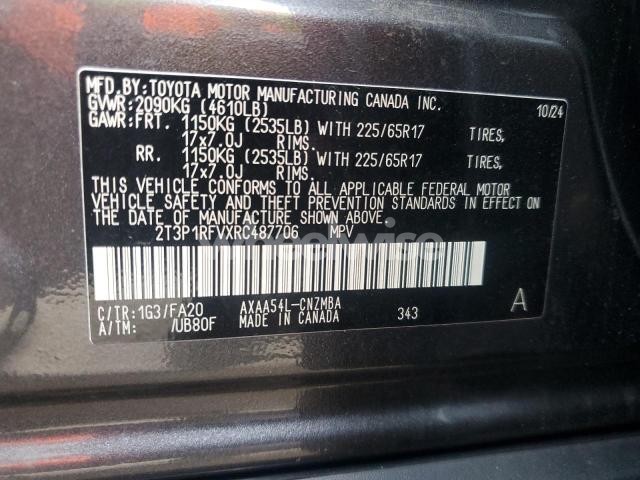 MFD.BY:TOYOTA MOTOR MANUFACTURING CANADA INC.
GVWR:2090KG (4610LB) 10/24
GAWR:FRT. 1150KG (2535LB) WITH 225/65R17 TIRES,
17x7.0J RIMS.
RR. 1150KG (2535LB) WITH 225/65R17 TIRES,
17x7.0J RIMS.
THIS VEHICLE CONFORMS TO ALL APPLICABLE FEDERAL MOTOR
VEHICLE SAFETY AND THEFT PREVENTION STANDARDS IN EFFECT ON
THE DATE OF MANUFACTURE SHOWN ABOVE.
2T3P1RFVXRC487706 MPV
C/TR:1G3/FA20 AXAA54L-CNZMBA
A/TM: /UB80F MADE IN CANADA 343 A